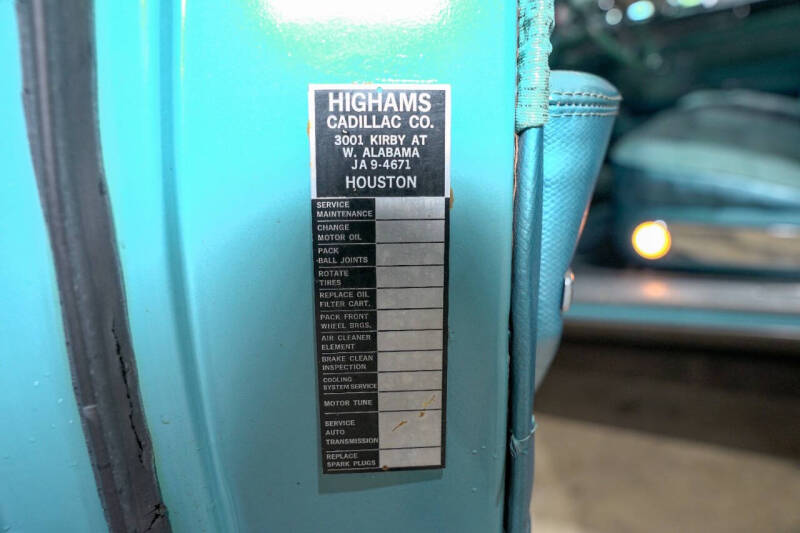 HIGHAMS
CADILLAC CO.
3001 KIRBY AT
W. ALABAMA
JA 9-4671
HOUSTON
SERVICE
MAINTENANCE
CHANGE
MOTOR OIL
PACK
BALL JOINTS
ROTATE
TIRES
REPLACE OIL
FILTER CART.
PACK FRONT
WHEEL BRGS.
AIR CLEANER
ELEMENT
BRAKE CLEAN
INSPECTION
COOLING
SYSTEM SERVICE
MOTOR TUNE
SERVICE
AUTO
TRANSMISSION
REPLACE
SPARK PLUGS